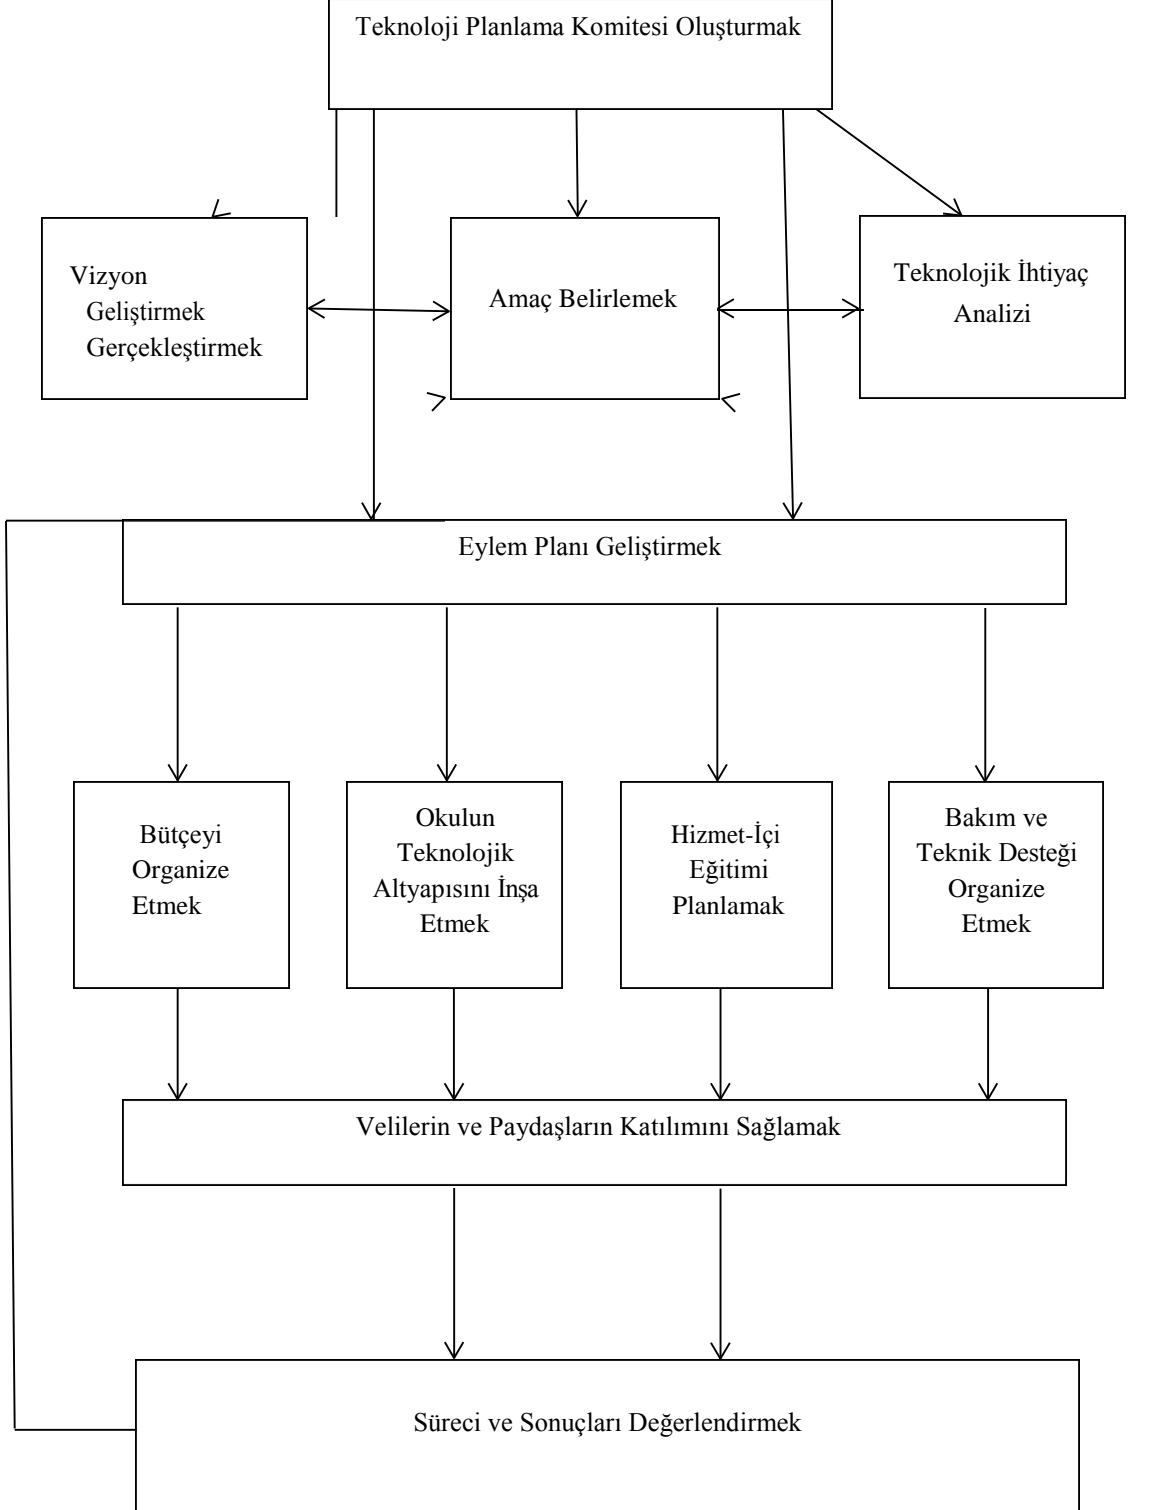 Teknoloji Planlama Komitesi Oluşturmak
Vizyon
Geliştirmek
Gerçekleştirmek
Amaç Belirlemek
Teknolojik İhtiyaç
Analizi
Eylem Planı Geliştirmek
Bütçeyi
Organize
Etmek
Okulun
Teknolojik
Altyapısını İnşa
Etmek
Hizmet-İçi
Eğitimi
Planlamak
Bakım ve
Teknik Desteği
Organize
Etmek
Velilerin ve Paydaşların Katılımını Sağlamak
Süreci ve Sonuçları Değerlendirmek